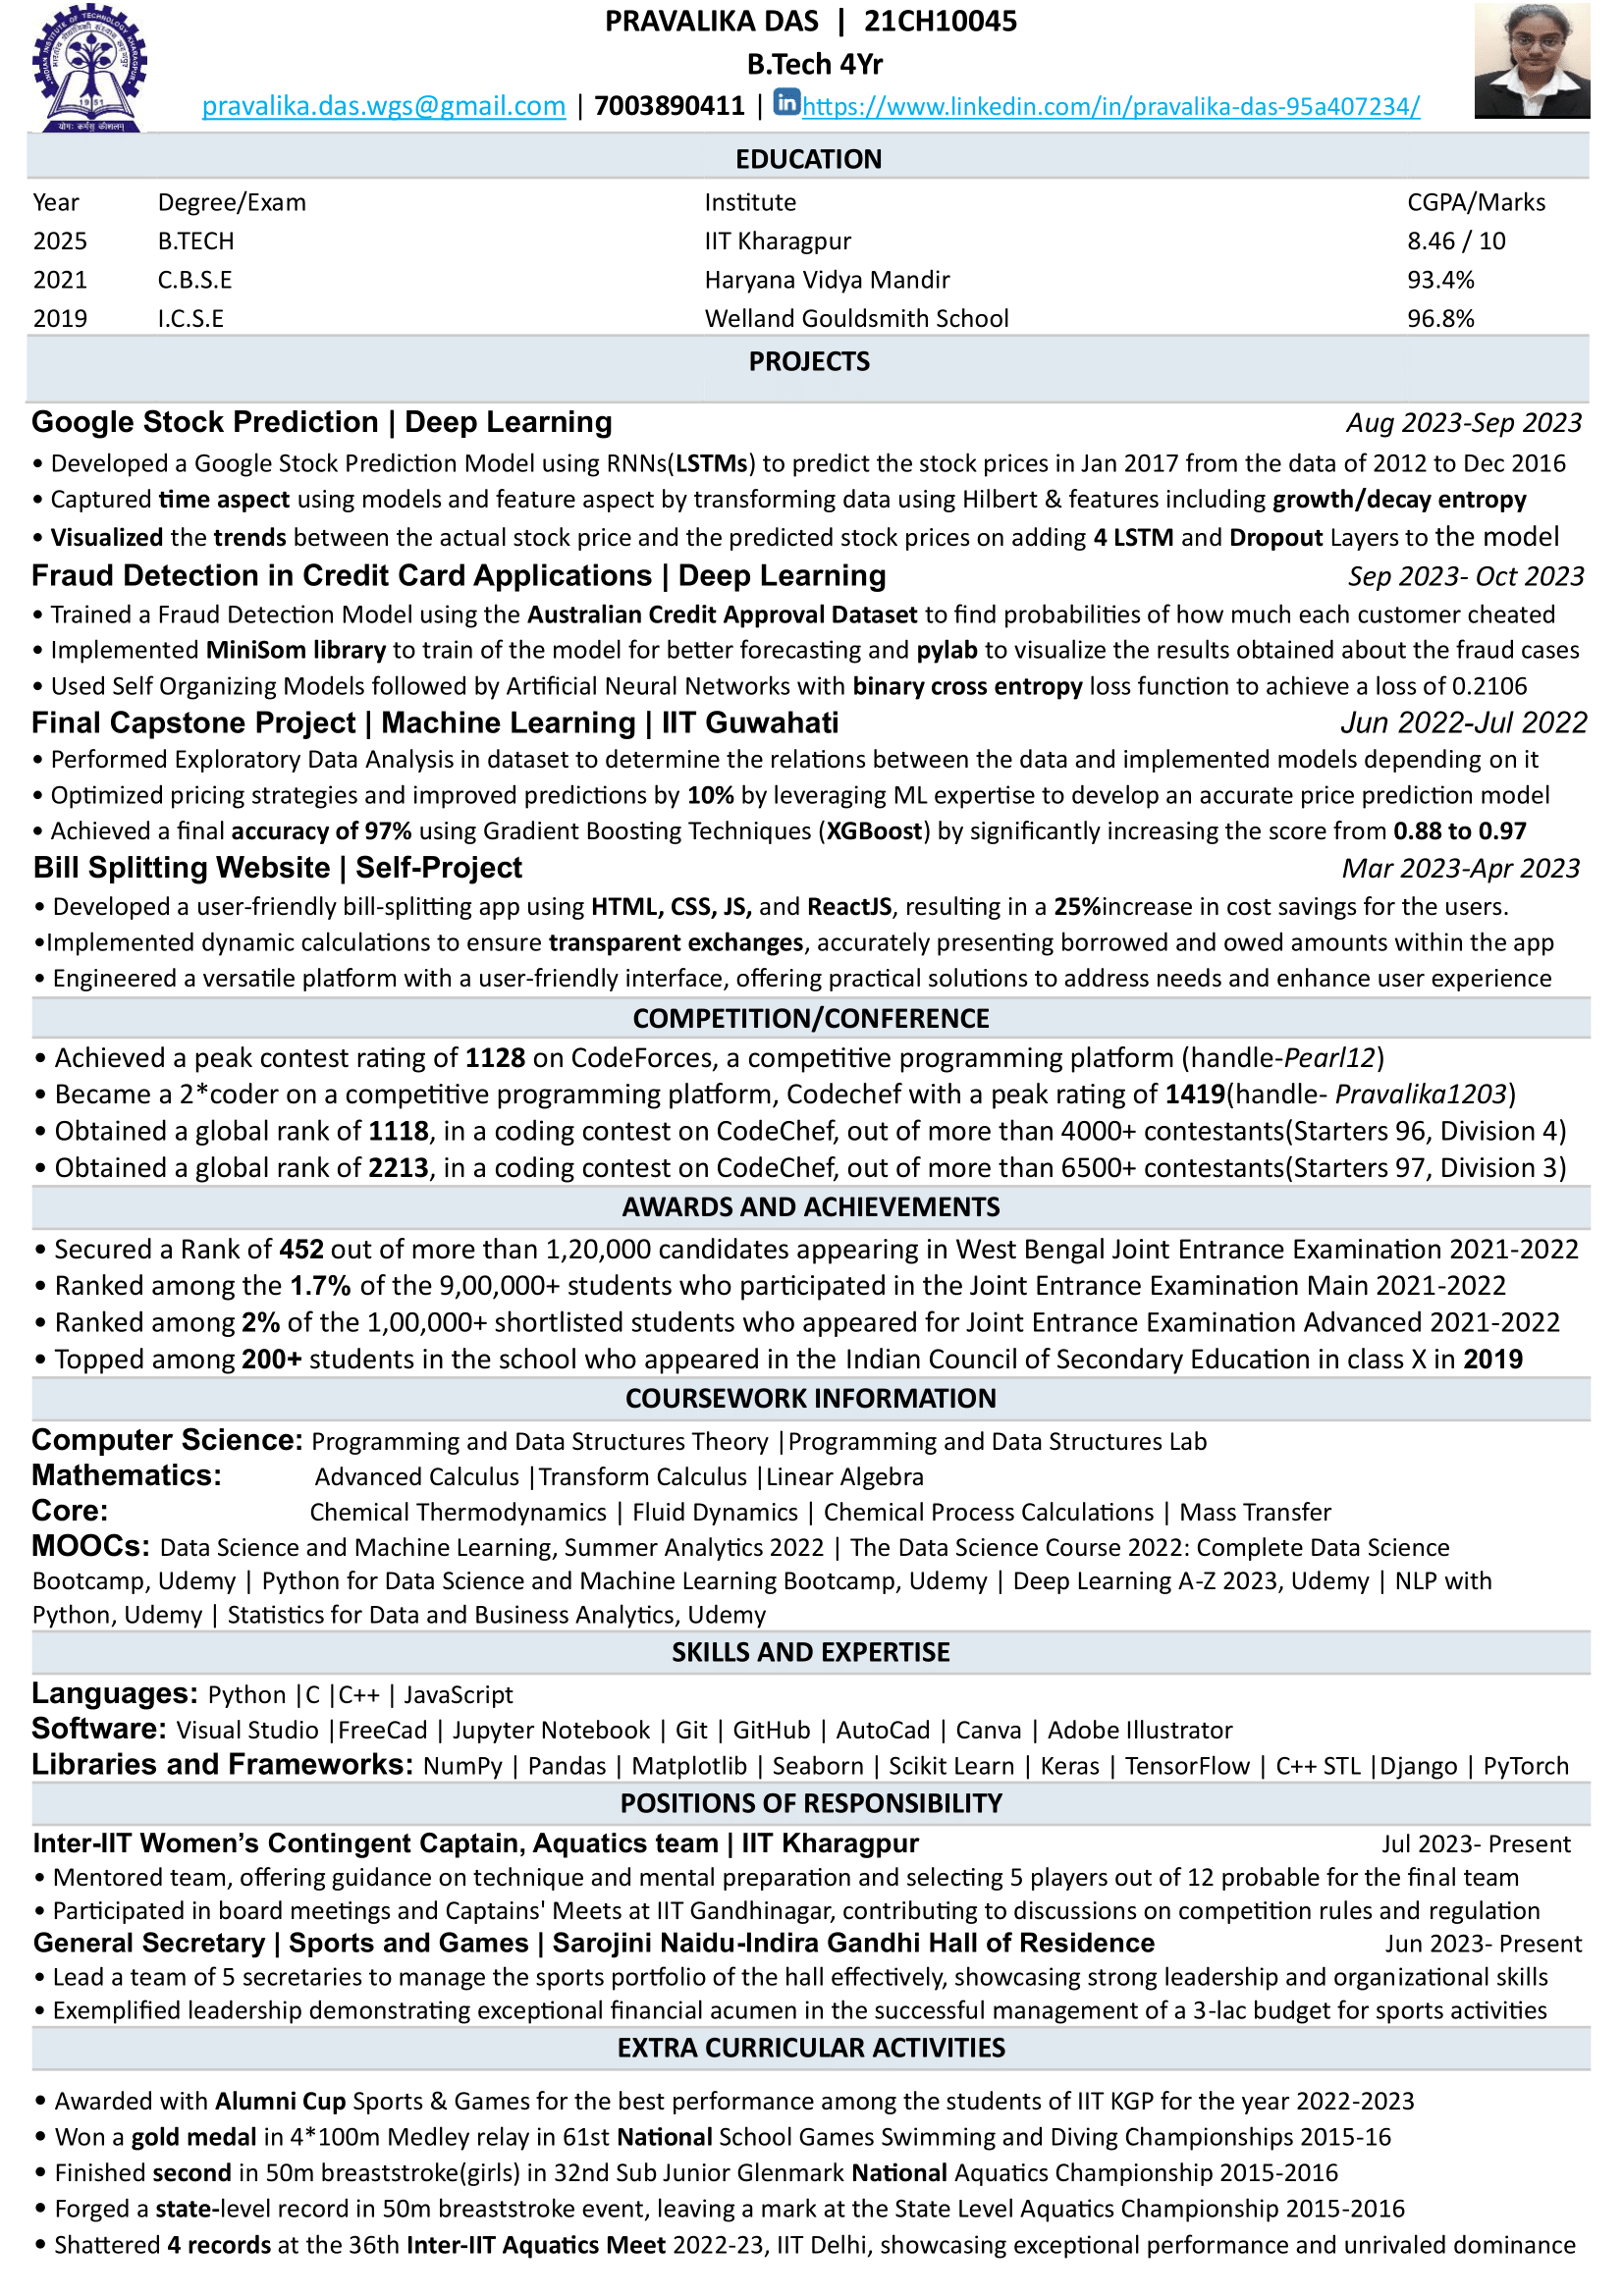 PRAVALIKA DAS | 21CH10045
B.Tech 4Yr
pravalika.das.wgs@gmail.com | 7003890411 | in https://www.linkedin.com/in/pravalika-das-95a407234/
INDIAN INSTITUTE OF TECHNOLOGY KHARAGPUR
1951
योगः कर्मसु कौशलम्
EDUCATION
Year Degree/Exam Institute CGPA/Marks
2025 B.TECH IIT Kharagpur 8.46 / 10
2021 C.B.S.E Haryana Vidya Mandir 93.4%
2019 I.C.S.E Welland Gouldsmith School 96.8%
PROJECTS
Google Stock Prediction | Deep Learning Aug 2023-Sep 2023
• Developed a Google Stock Prediction Model using RNNs(LSTMs) to predict the stock prices in Jan 2017 from the data of 2012 to Dec 2016
• Captured time aspect using models and feature aspect by transforming data using Hilbert & features including growth/decay entropy
• Visualized the trends between the actual stock price and the predicted stock prices on adding 4 LSTM and Dropout Layers to the model
Fraud Detection in Credit Card Applications | Deep Learning Sep 2023- Oct 2023
• Trained a Fraud Detection Model using the Australian Credit Approval Dataset to find probabilities of how much each customer cheated
• Implemented MiniSom library to train of the model for better forecasting and pylab to visualize the results obtained about the fraud cases
• Used Self Organizing Models followed by Artificial Neural Networks with binary cross entropy loss function to achieve a loss of 0.2106
Final Capstone Project | Machine Learning | IIT Guwahati Jun 2022-Jul 2022
• Performed Exploratory Data Analysis in dataset to determine the relations between the data and implemented models depending on it
• Optimized pricing strategies and improved predictions by 10% by leveraging ML expertise to develop an accurate price prediction model
• Achieved a final accuracy of 97% using Gradient Boosting Techniques (XGBoost) by significantly increasing the score from 0.88 to 0.97
Bill Splitting Website | Self-Project Mar 2023-Apr 2023
• Developed a user-friendly bill-splitting app using HTML, CSS, JS, and ReactJS, resulting in a 25%increase in cost savings for the users.
•Implemented dynamic calculations to ensure transparent exchanges, accurately presenting borrowed and owed amounts within the app
• Engineered a versatile platform with a user-friendly interface, offering practical solutions to address needs and enhance user experience
COMPETITION/CONFERENCE
• Achieved a peak contest rating of 1128 on CodeForces, a competitive programming platform (handle-Pearl12)
• Became a 2*coder on a competitive programming platform, Codechef with a peak rating of 1419(handle- Pravalika1203)
• Obtained a global rank of 1118, in a coding contest on CodeChef, out of more than 4000+ contestants(Starters 96, Division 4)
• Obtained a global rank of 2213, in a coding contest on CodeChef, out of more than 6500+ contestants(Starters 97, Division 3)
AWARDS AND ACHIEVEMENTS
• Secured a Rank of 452 out of more than 1,20,000 candidates appearing in West Bengal Joint Entrance Examination 2021-2022
• Ranked among the 1.7% of the 9,00,000+ students who participated in the Joint Entrance Examination Main 2021-2022
• Ranked among 2% of the 1,00,000+ shortlisted students who appeared for Joint Entrance Examination Advanced 2021-2022
• Topped among 200+ students in the school who appeared in the Indian Council of Secondary Education in class X in 2019
COURSEWORK INFORMATION
Computer Science: Programming and Data Structures Theory |Programming and Data Structures Lab
Mathematics: Advanced Calculus |Transform Calculus |Linear Algebra
Core: Chemical Thermodynamics | Fluid Dynamics | Chemical Process Calculations | Mass Transfer
MOOCs: Data Science and Machine Learning, Summer Analytics 2022 | The Data Science Course 2022: Complete Data Science
Bootcamp, Udemy | Python for Data Science and Machine Learning Bootcamp, Udemy | Deep Learning A-Z 2023, Udemy | NLP with
Python, Udemy | Statistics for Data and Business Analytics, Udemy
SKILLS AND EXPERTISE
Languages: Python |C |C++ | JavaScript
Software: Visual Studio |FreeCad | Jupyter Notebook | Git | GitHub | AutoCad | Canva | Adobe Illustrator
Libraries and Frameworks: NumPy | Pandas | Matplotlib | Seaborn | Scikit Learn | Keras | TensorFlow | C++ STL |Django | PyTorch
POSITIONS OF RESPONSIBILITY
Inter-IIT Women’s Contingent Captain, Aquatics team | IIT Kharagpur Jul 2023- Present
• Mentored team, offering guidance on technique and mental preparation and selecting 5 players out of 12 probable for the final team
• Participated in board meetings and Captains' Meets at IIT Gandhinagar, contributing to discussions on competition rules and regulation
General Secretary | Sports and Games | Sarojini Naidu-Indira Gandhi Hall of Residence Jun 2023- Present
• Lead a team of 5 secretaries to manage the sports portfolio of the hall effectively, showcasing strong leadership and organizational skills
• Exemplified leadership demonstrating exceptional financial acumen in the successful management of a 3-lac budget for sports activities
EXTRA CURRICULAR ACTIVITIES
• Awarded with Alumni Cup Sports & Games for the best performance among the students of IIT KGP for the year 2022-2023
• Won a gold medal in 4*100m Medley relay in 61st National School Games Swimming and Diving Championships 2015-16
• Finished second in 50m breaststroke(girls) in 32nd Sub Junior Glenmark National Aquatics Championship 2015-2016
• Forged a state-level record in 50m breaststroke event, leaving a mark at the State Level Aquatics Championship 2015-2016
• Shattered 4 records at the 36th Inter-IIT Aquatics Meet 2022-23, IIT Delhi, showcasing exceptional performance and unrivaled dominance